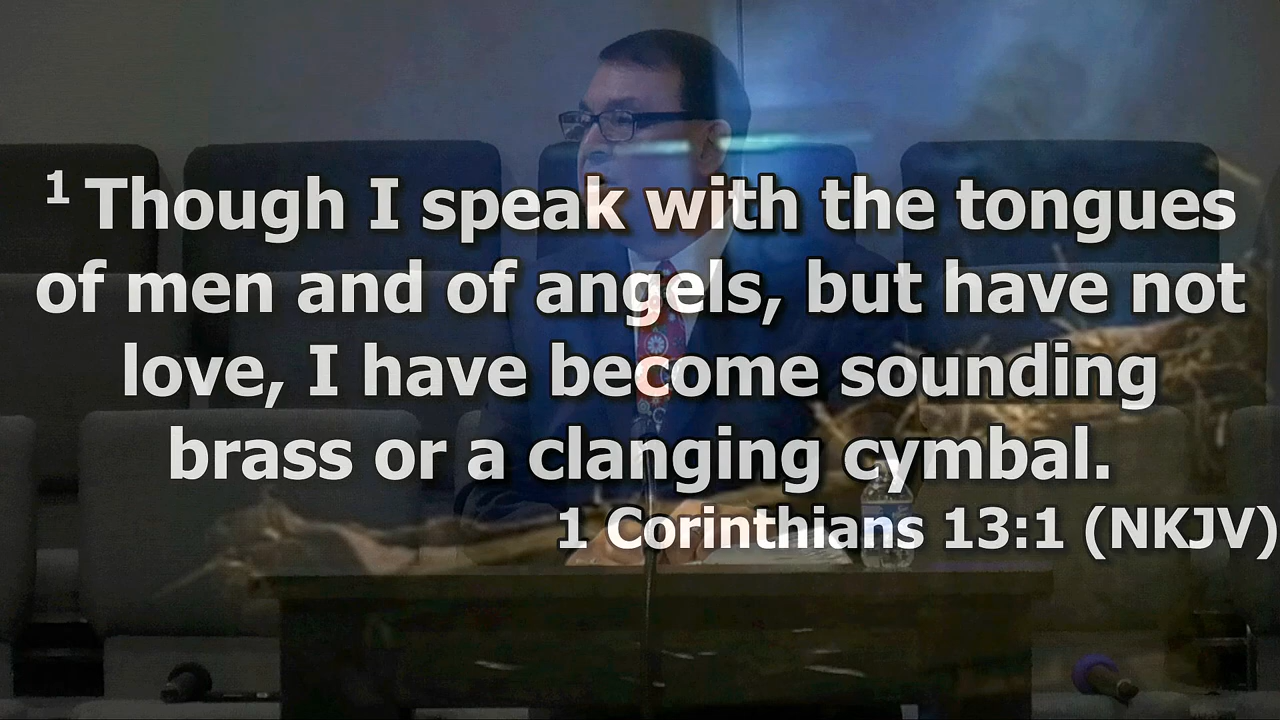 1 Though I speak with the tongues
of men and of angels, but have not
love, I have become sounding
brass or a clanging cymbal.
1 Corinthians 13:1 (NKJV)